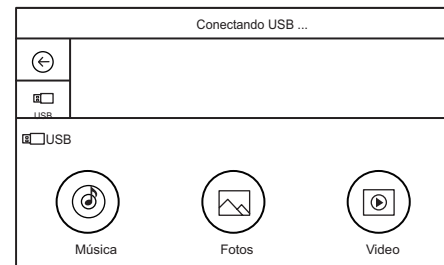 Conectando USB ...
USB
USB
Música
Fotos
Video